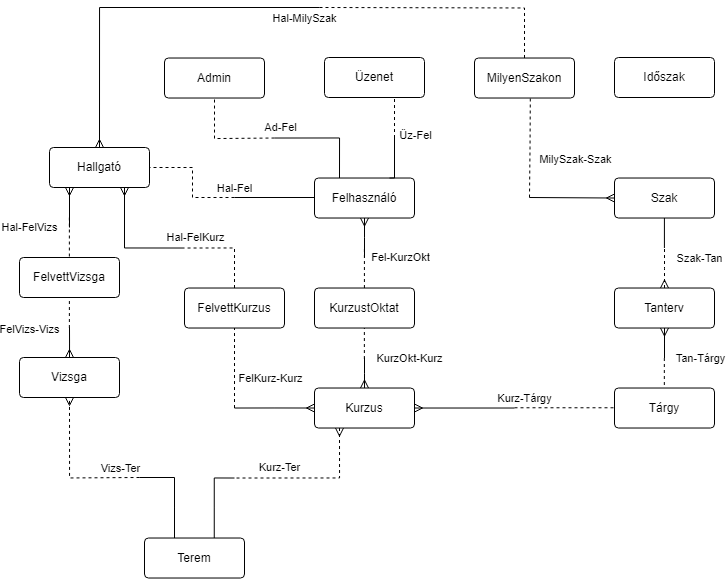 Hal-MilySzak
Admin
Üzenet
MilyenSzakon
Időszak
Ad-Fel
Üz-Fel
Hallgató
MilySzak-Szak
Hal-Fel
Felhasználó
Szak
Hal-FelVizs
Hal-FelKurz
Fel-KurzOkt
Szak-Tan
FelvettVizsga
FelvettKurzus
KurzustOktat
Tanterv
FelVizs-Vizs
KurzOkt-Kurz
Tan-Tárgy
Vizsga
FelKurz-Kurz
Kurzus
Kurz-Tárgy
Tárgy
Vizs-Ter
Kurz-Ter
Terem